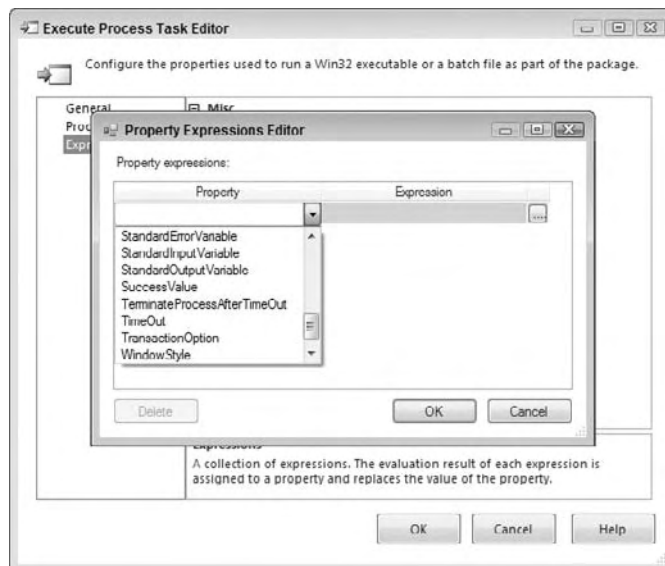 Execute Process Task Editor
Configure the properties used to run a Win32 executable or a batch file as part of the package.
General
Misc
Proc
Expr
Property Expressions Editor
Property expressions:
Property Expression
...
StandardErrorVariable
StandardInputVariable
StandardOutputVariable
SuccessValue
TerminateProcessAfterTimeOut
TimeOut
TransactionOption
WindowStyle
Delete OK Cancel
Expressions
A collection of expressions. The evaluation result of each expression is
assigned to a property and replaces the value of the property.
OK Cancel Help